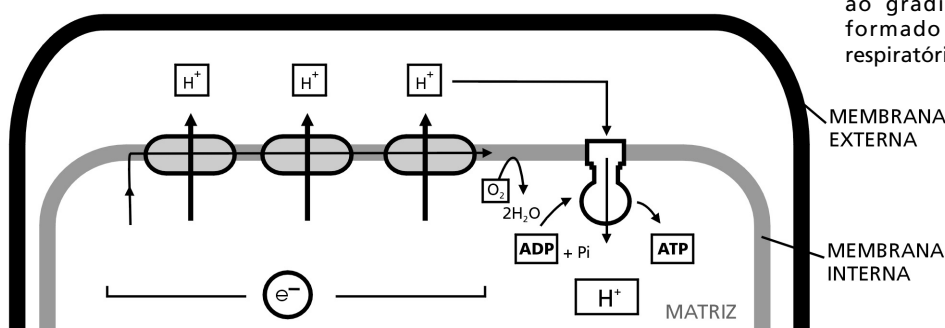 ao gradi
formado
respiratóri
H⁺ H⁺ H⁺
MEMBRANA
EXTERNA
O₂
2H₂O
ADP + Pi ATP
MEMBRANA
INTERNA
e⁻ H⁺
MATRIZ